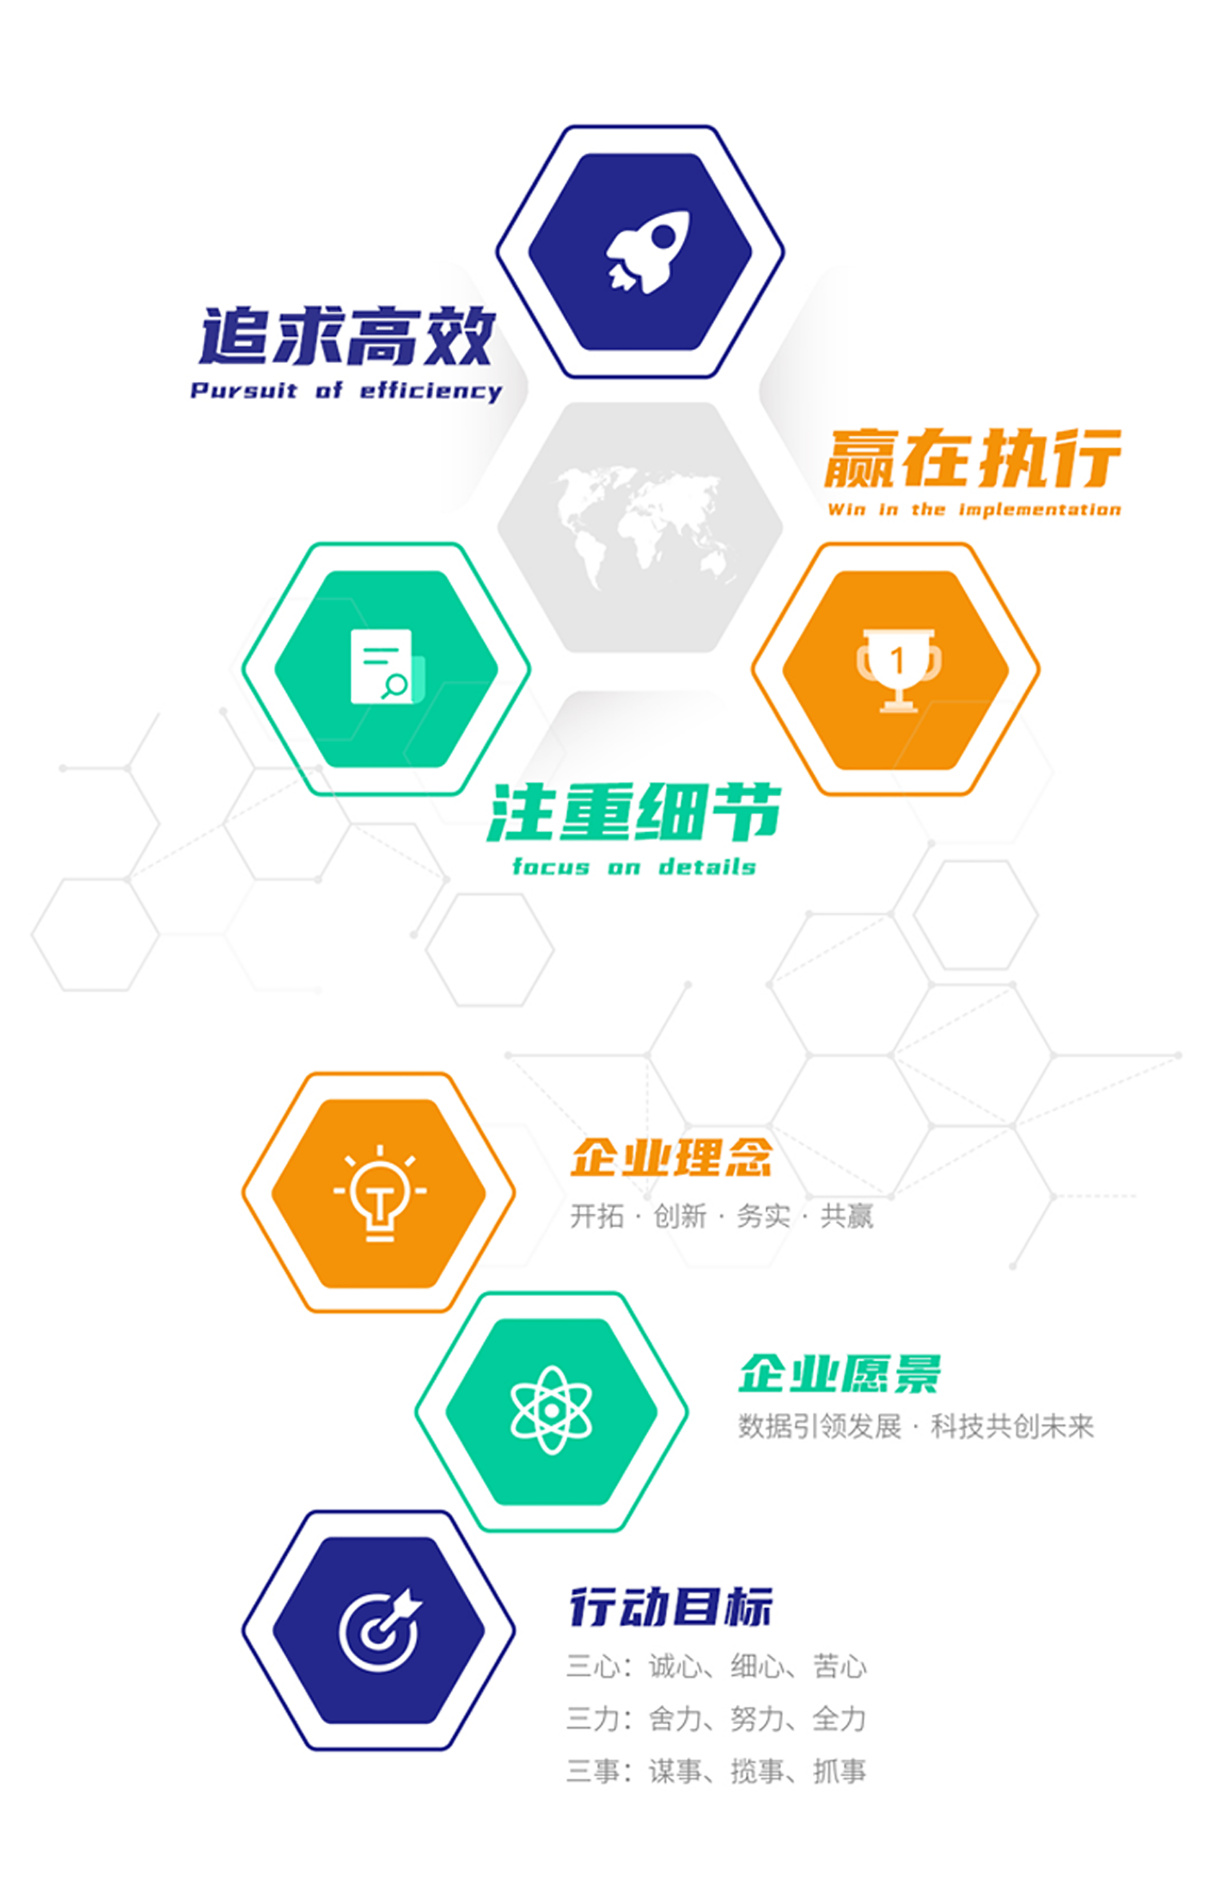 追求高效
Pursuit of efficiency
赢在执行
Win in the implementation
1
注重细节
focus on details
企业理念
开拓 · 创新 · 务实 · 共赢
企业愿景
数据引领发展 · 科技共创未来
行动目标
三心：诚心、细心、苦心
三力：舍力、努力、全力
三事：谋事、揽事、抓事